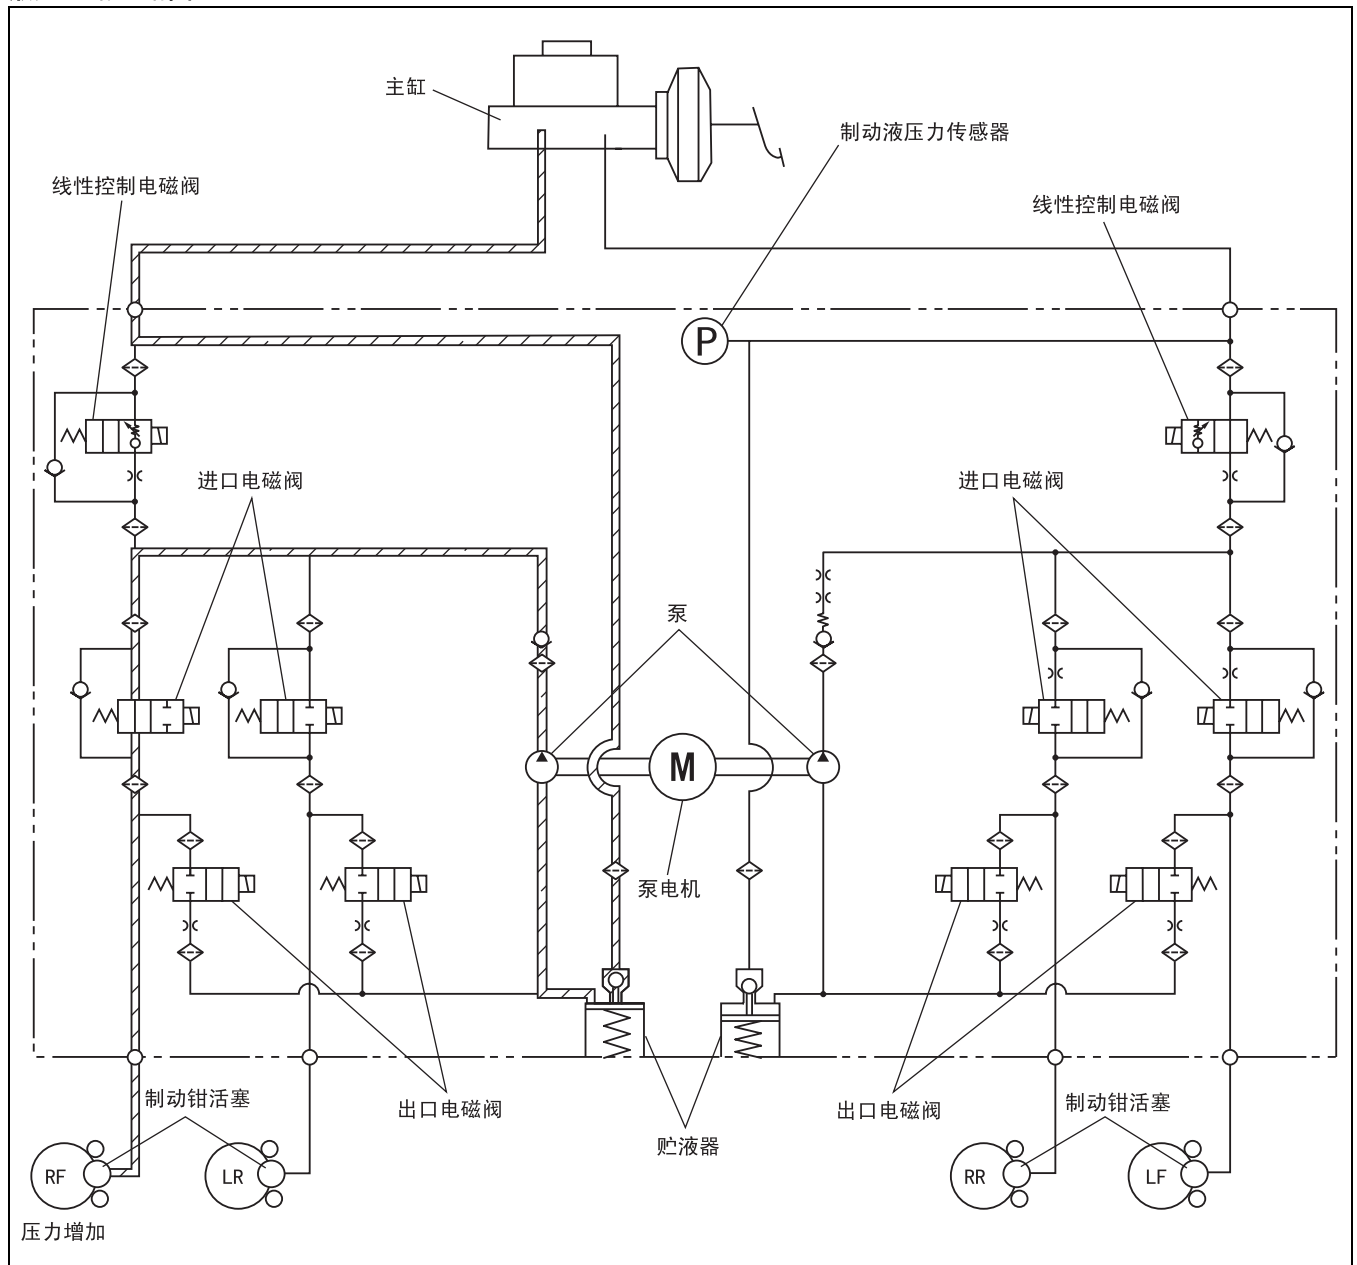 主缸
制动液压力传感器
线性控制电磁阀
线性控制电磁阀
P
进口电磁阀
进口电磁阀
泵
M
泵电机
制动钳活塞
出口电磁阀
出口电磁阀
制动钳活塞
贮液器
RF
LR
RR
LF
压力增加